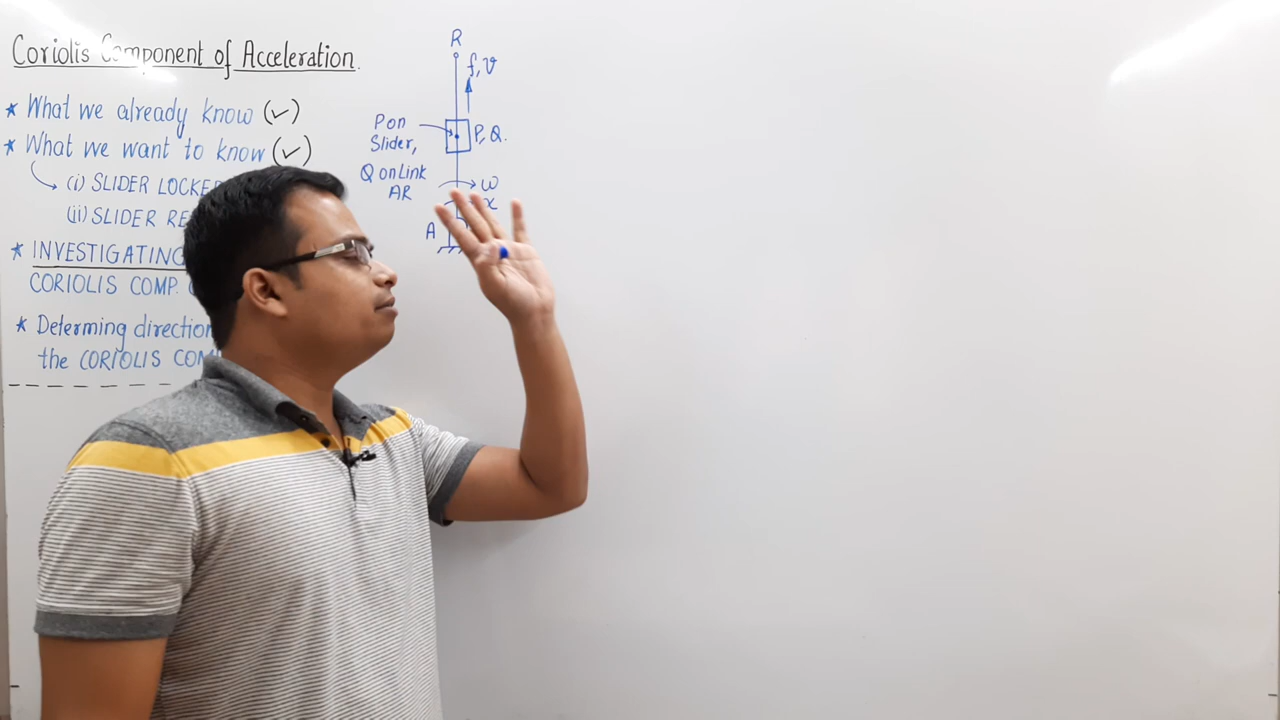 Coriolis Component of Acceleration.
* What we already know (✓)
* What we want to know (✓)
(i) SLIDER LOCKE
(ii) SLIDER RE
* INVESTIGATING
CORIOLIS COMP.
* Determing direction
the CORIOLIS COM
R
f, v
P on
Slider,
Q on Link
AR
P, Q.
ω
α
A